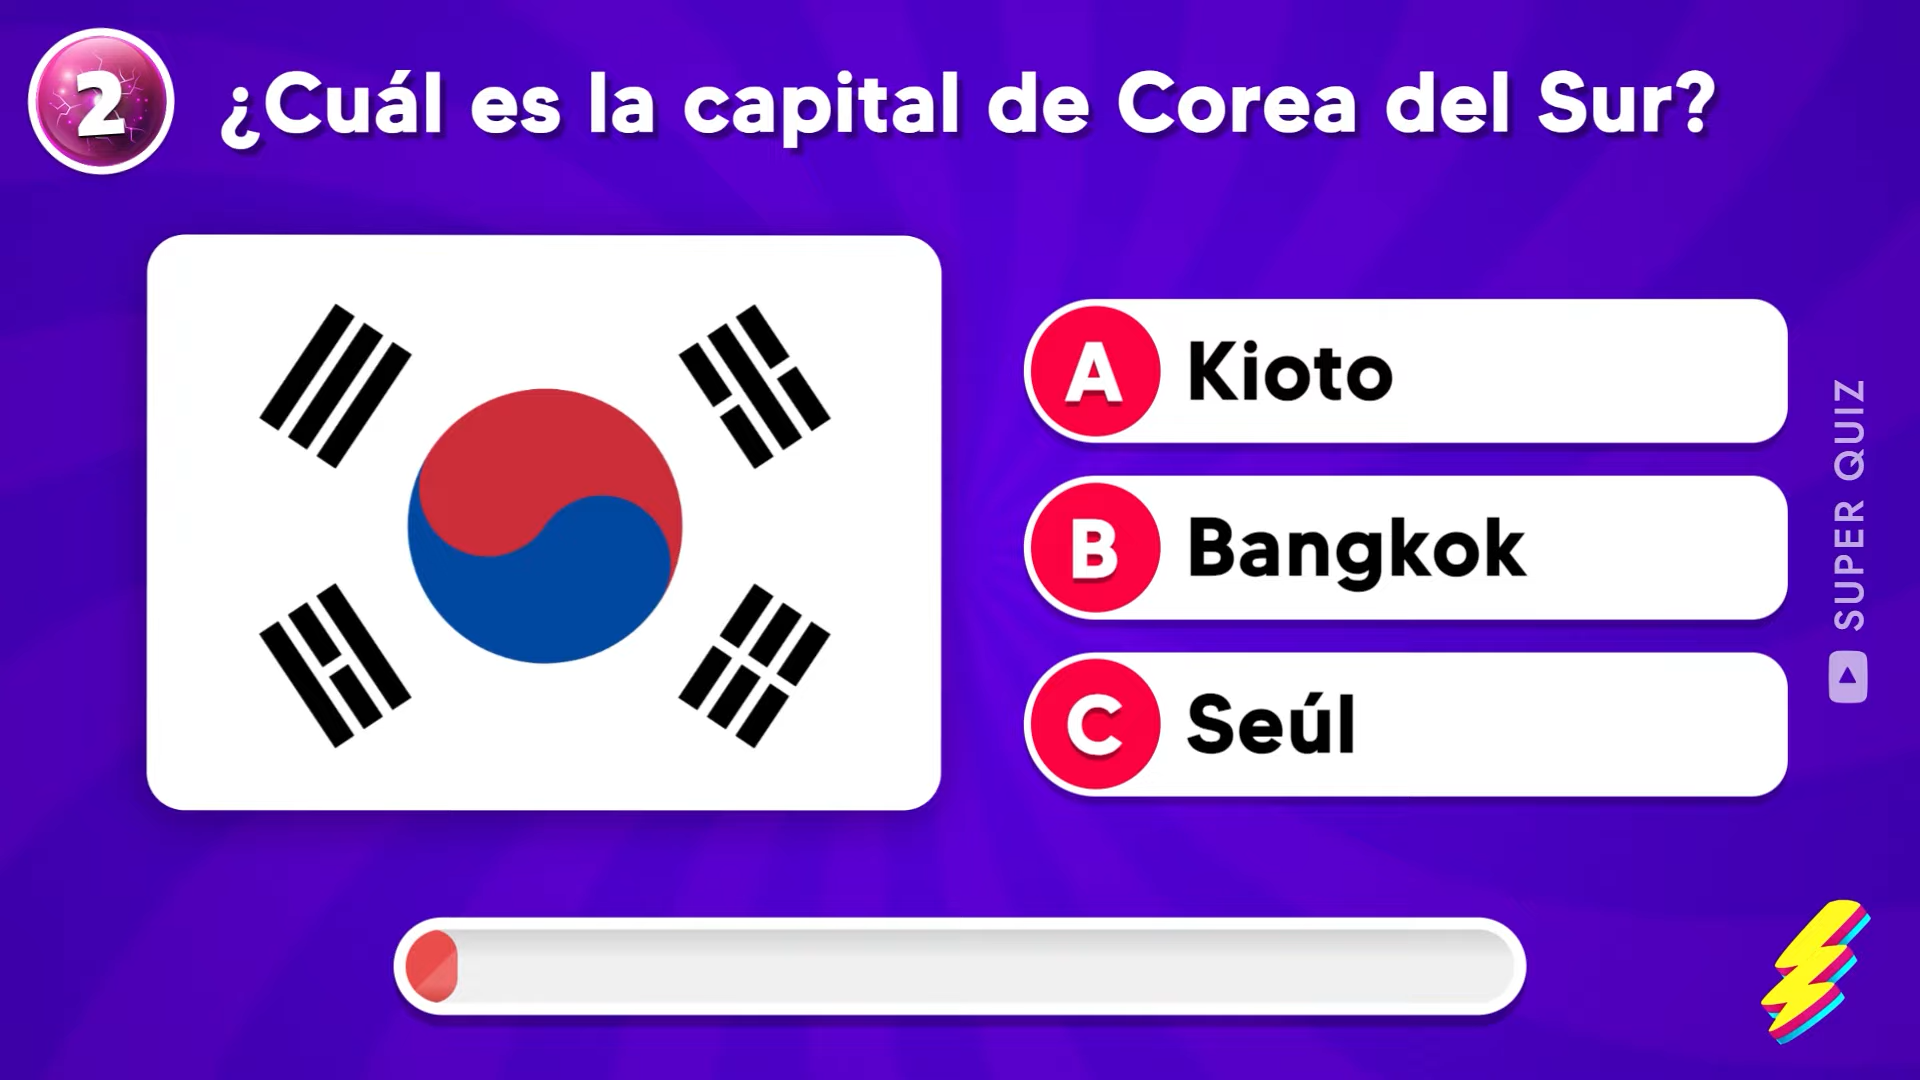 2
¿Cuál es la capital de Corea del Sur?
A Kioto
B Bangkok
C Seúl
SUPER QUIZ